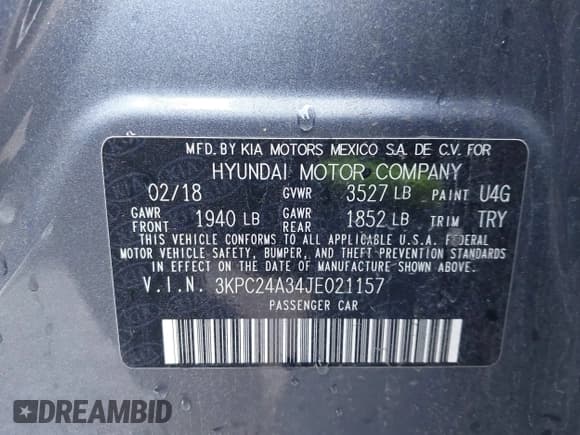 MFD. BY KIA MOTORS MEXICO S.A. DE C.V. FOR
HYUNDAI MOTOR COMPANY
02/18 GVWR 3527 LB PAINT U4G
GAWR FRONT 1940 LB GAWR REAR 1852 LB TRIM TRY
THIS VEHICLE CONFORMS TO ALL APPLICABLE U.S.A. FEDERAL
MOTOR VEHICLE SAFETY, BUMPER, AND THEFT PREVENTION STANDARDS
IN EFFECT ON THE DATE OF MANUFACTURE SHOWN ABOVE.
V.I.N. 3KPC24A34JE021157
PASSENGER CAR
DREAMBID